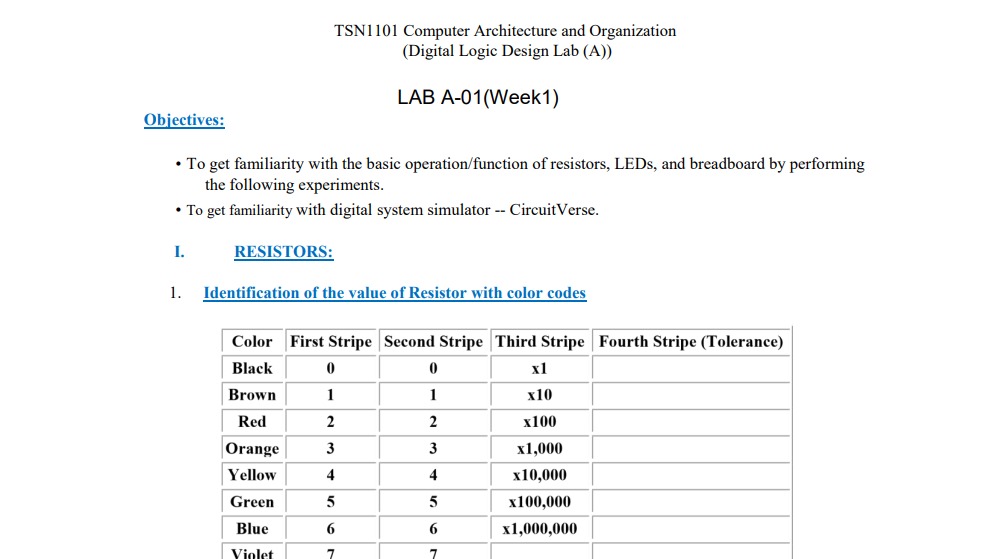 TSN1101 Computer Architecture and Organization
(Digital Logic Design Lab (A))
LAB A-01(Week1)
Objectives:
• To get familiarity with the basic operation/function of resistors, LEDs, and breadboard by performing
the following experiments.
• To get familiarity with digital system simulator -- CircuitVerse.
I. RESISTORS:
1. Identification of the value of Resistor with color codes
Color First Stripe Second Stripe Third Stripe Fourth Stripe (Tolerance)
Black 0 0 x1
Brown 1 1 x10
Red 2 2 x100
Orange 3 3 x1,000
Yellow 4 4 x10,000
Green 5 5 x100,000
Blue 6 6 x1,000,000
Violet 7 7